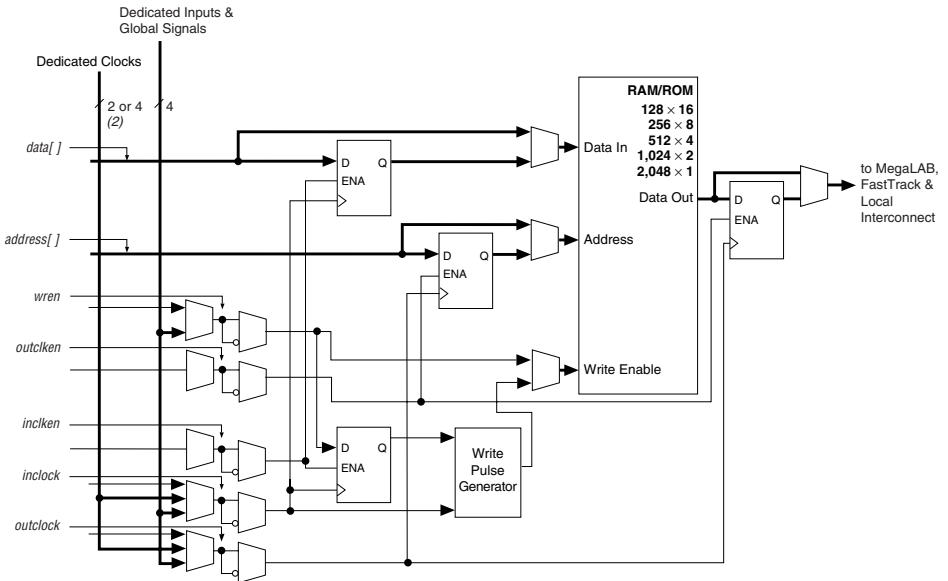 Dedicated Inputs &
Global Signals
Dedicated Clocks
2 or 4
(2)
4
RAM/ROM
128 × 16
256 × 8
512 × 4
1,024 × 2
2,048 × 1
data[ ]
D Q
ENA
Data In
Data Out
D Q
ENA
to MegaLAB,
FastTrack &
Local
Interconnect
address[ ]
D Q
ENA
Address
wren
outclken
Write Enable
inclken
D Q
ENA
Write
Pulse
Generator
inclock
outclock